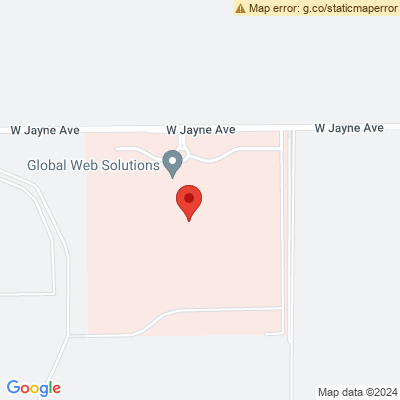 Map error: g.co/staticmaperror
W Jayne Ave
W Jayne Ave
W Jayne Ave
Global Web Solutions
Google
Map data ©2024